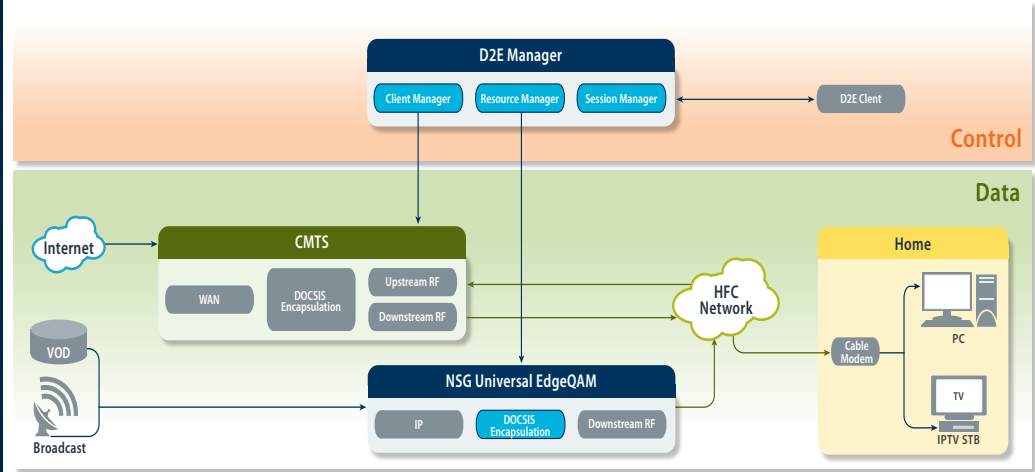 D2E Manager
Client Manager
Resource Manager
Session Manager
D2E Client
Control
Data
Internet
CMTS
WAN
DOCSIS
Encapsulation
Upstream RF
Downstream RF
HFC
Network
Home
PC
Cable
Modem
TV
IPTV STB
VOD
Broadcast
NSG Universal EdgeQAM
IP
DOCSIS
Encapsulation
Downstream RF